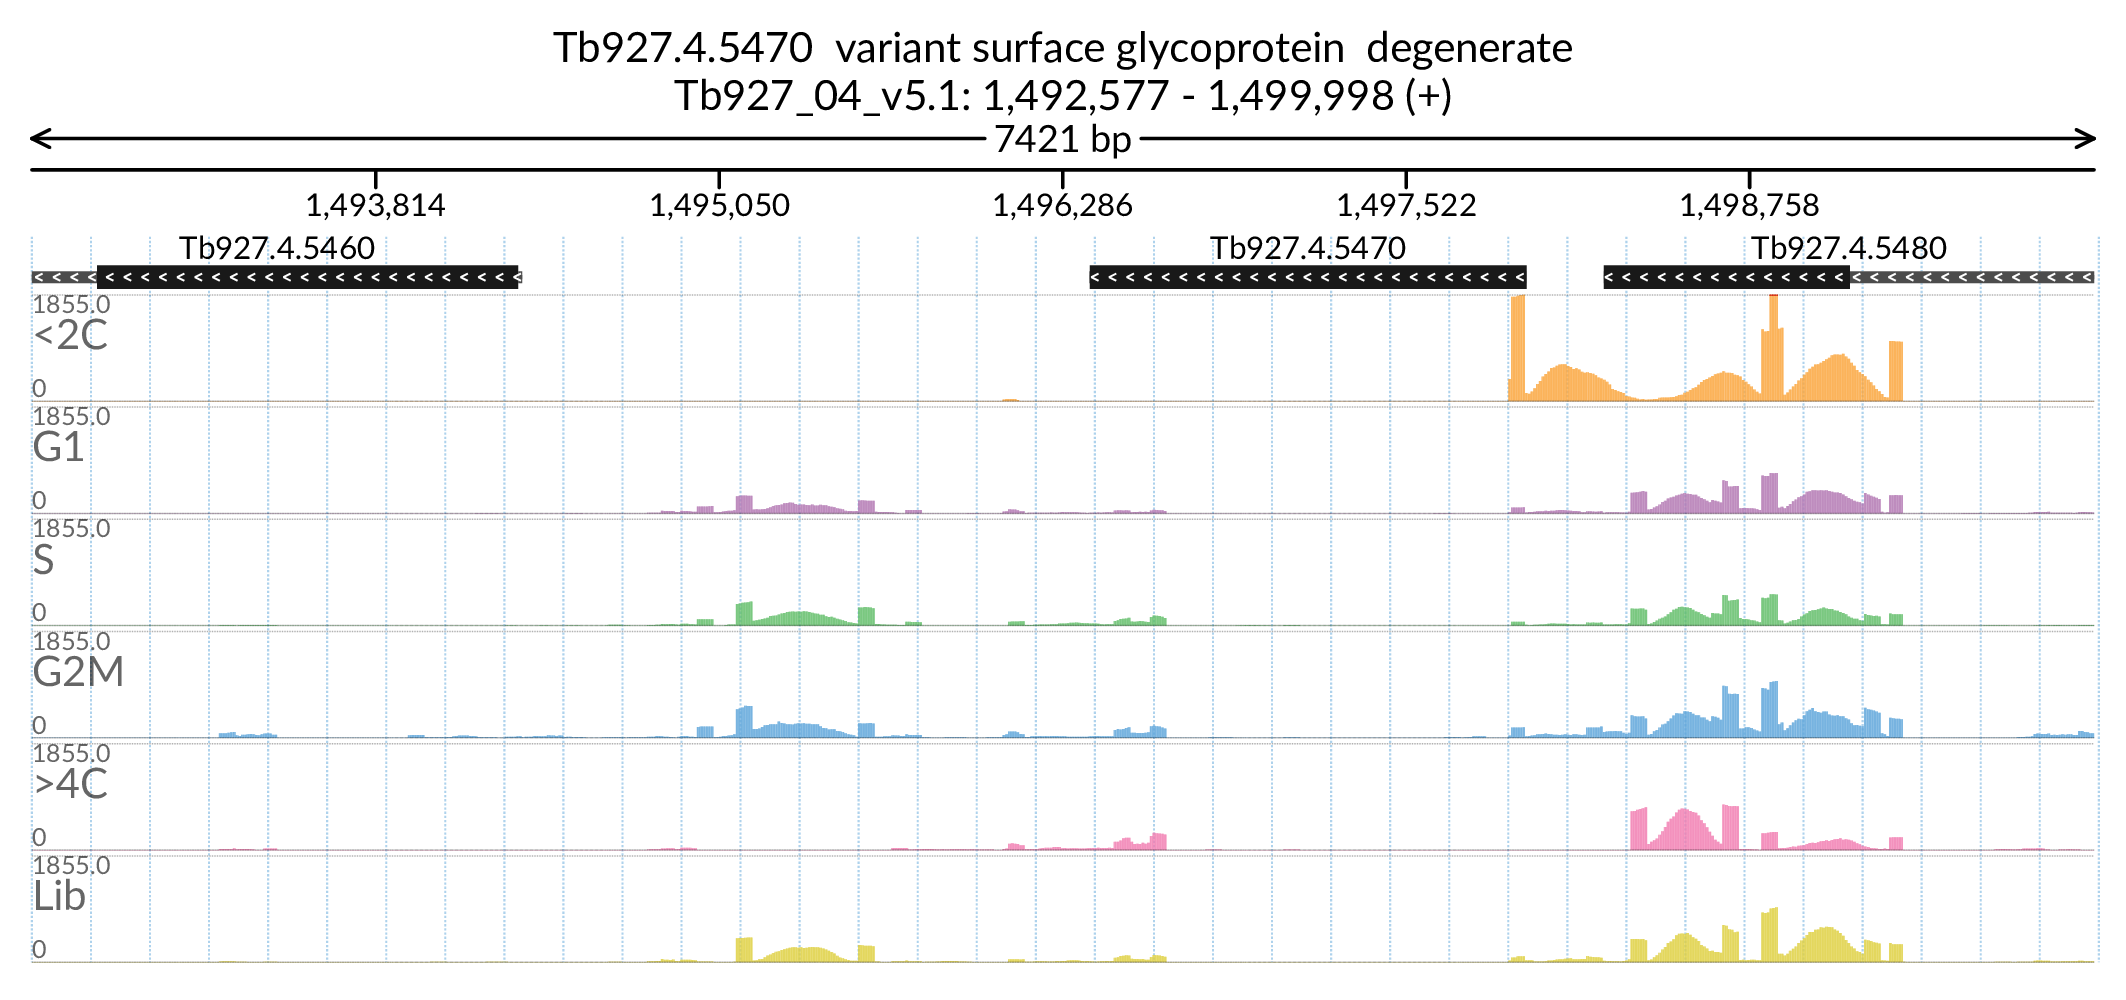 Tb927.4.5470 variant surface glycoprotein degenerate
Tb927_04_v5.1: 1,492,577 - 1,499,998 (+)
7421 bp
1,493,814 1,495,050 1,496,286 1,497,522 1,498,758
Tb927.4.5460 Tb927.4.5470 Tb927.4.5480
1855.0
<2C
0
1855.0
G1
0
1855.0
S
0
1855.0
G2M
0
1855.0
>4C
0
1855.0
Lib
0